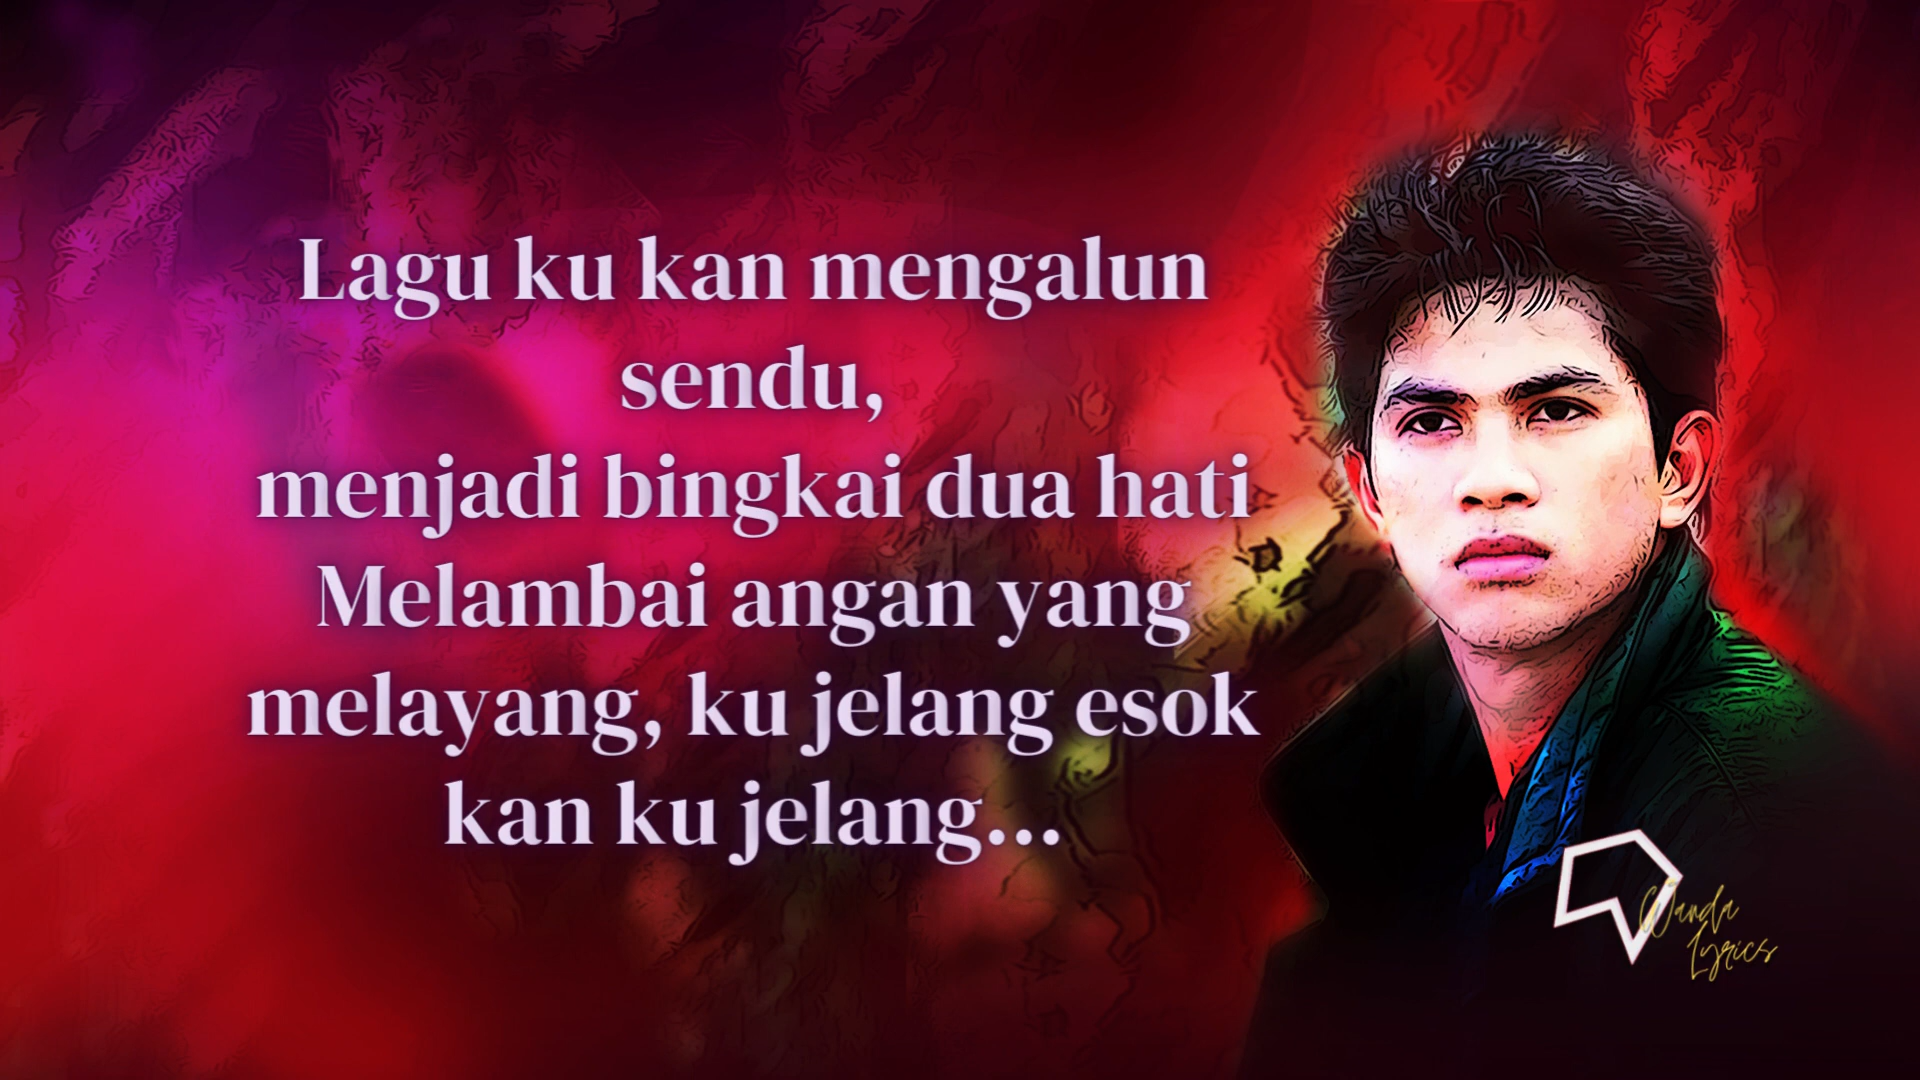 Lagu ku kan mengalun
sendu,
menjadi bingkai dua hati
Melambai angan yang
melayang, ku jelang esok
kan ku jelang...
Wanda
Lyrics